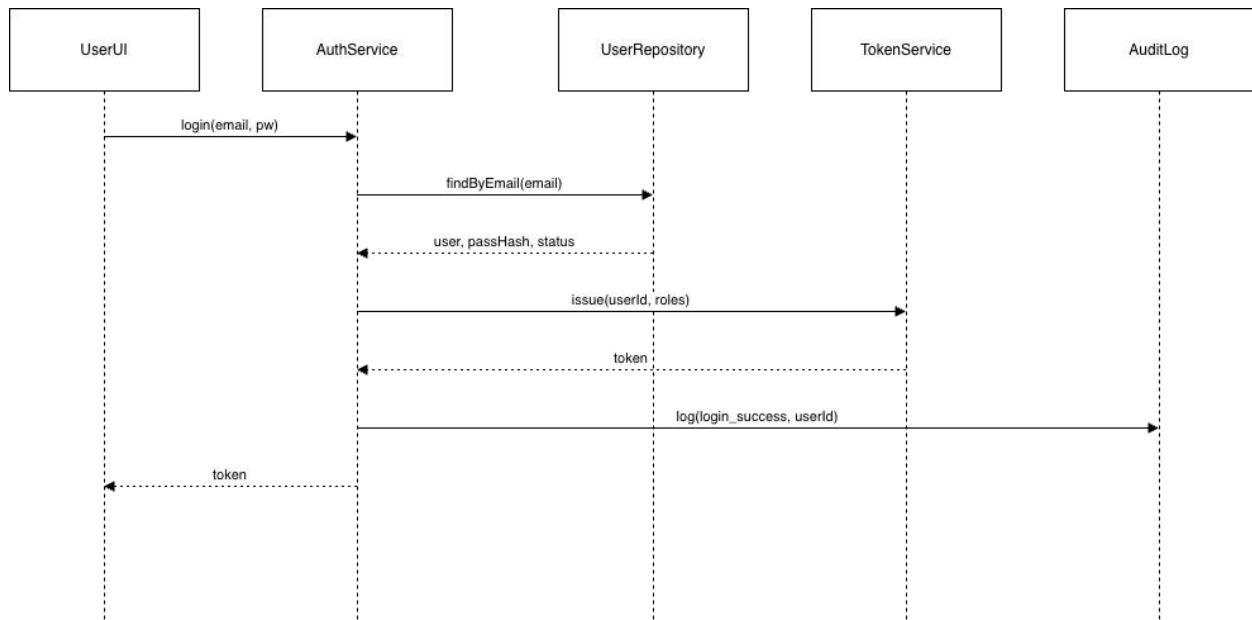 UserUI
AuthService
UserRepository
TokenService
AuditLog
login(email, pw)
findByEmail(email)
user, passHash, status
issue(userId, roles)
token
log(login_success, userId)
token